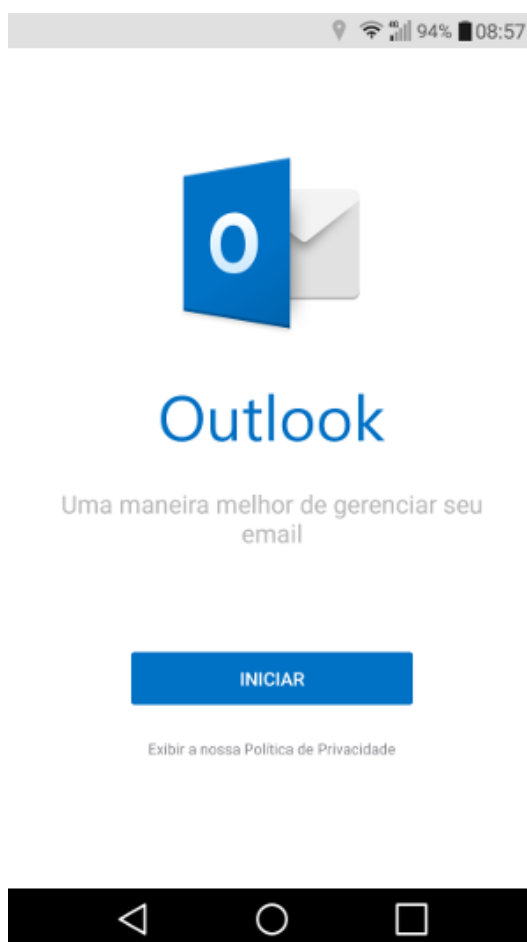 94% 08:57
O
Outlook
Uma maneira melhor de gerenciar seu
email
INICIAR
Exibir a nossa Política de Privacidade